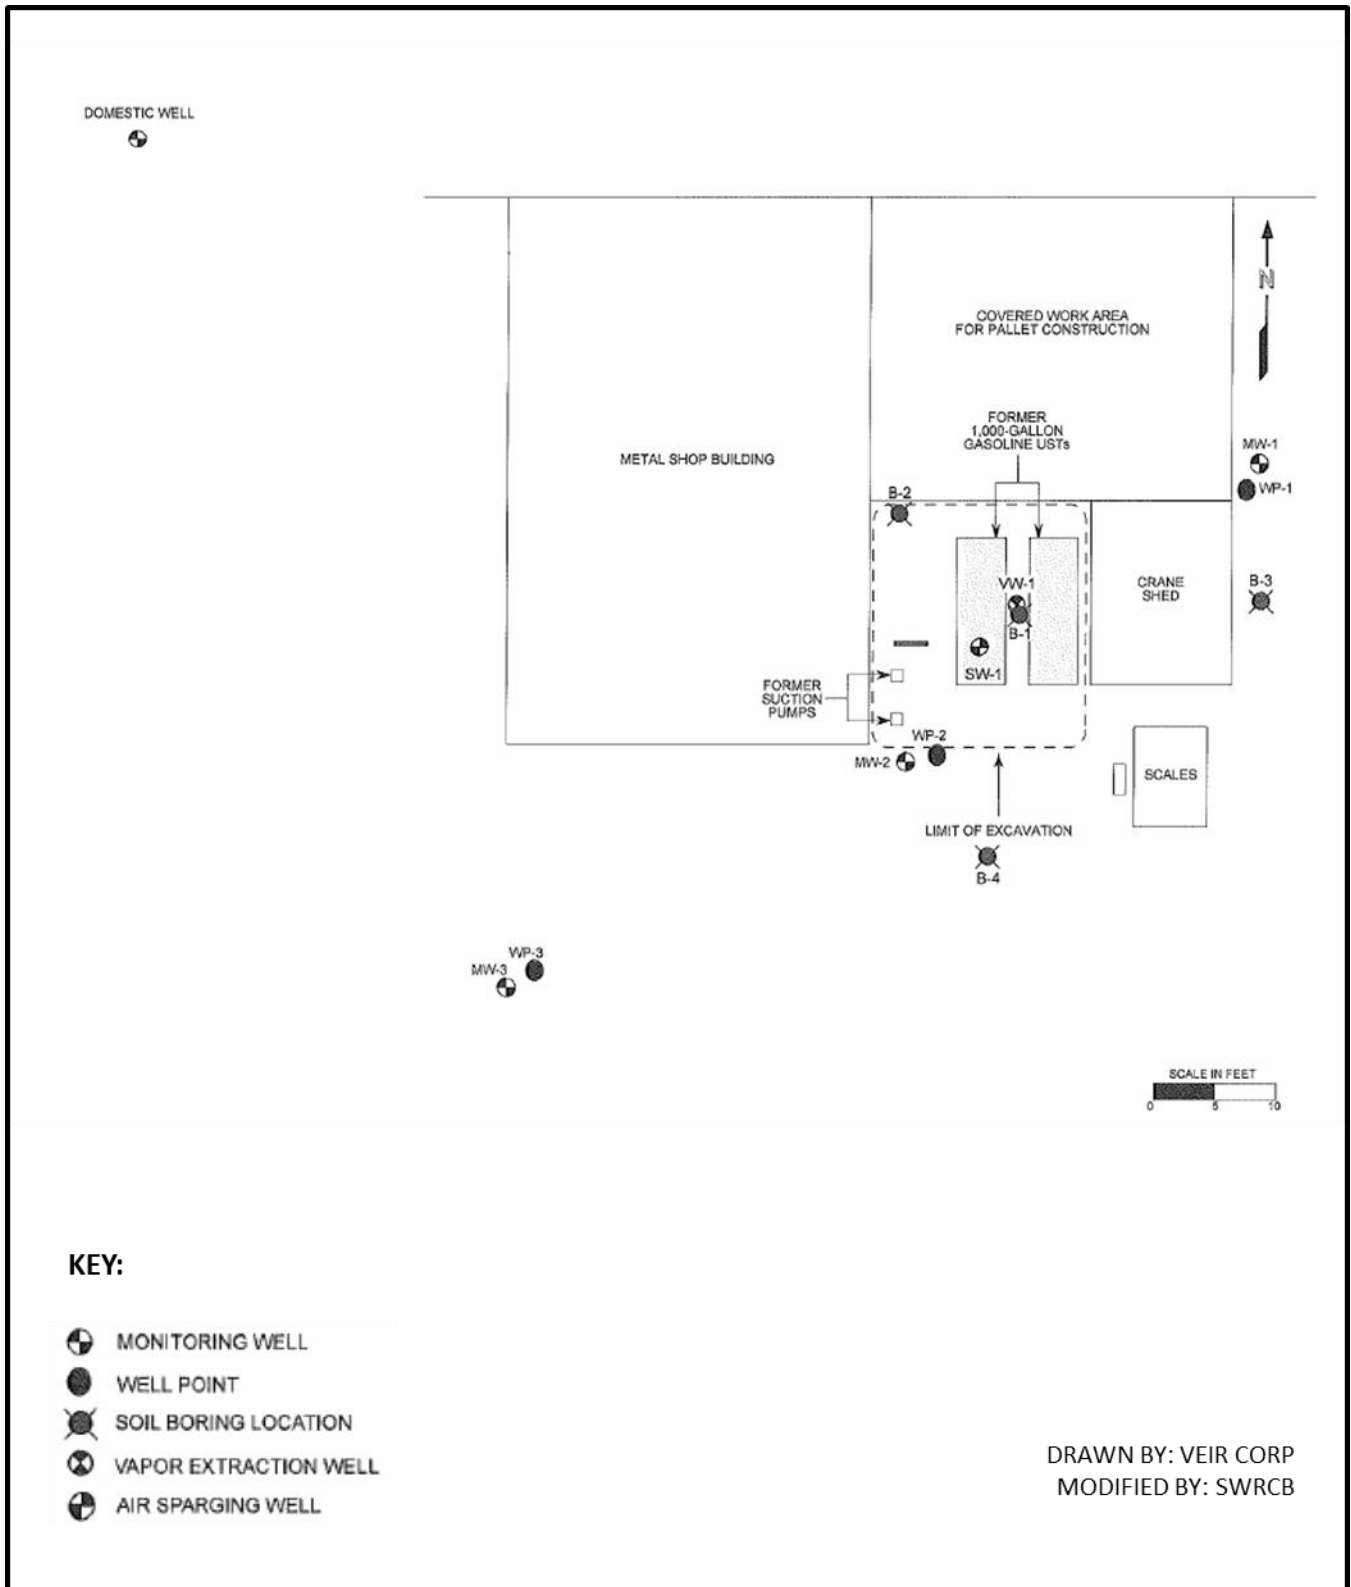 DOMESTIC WELL
N
COVERED WORK AREA
FOR PALLET CONSTRUCTION
FORMER
1,000-GALLON
GASOLINE USTs
METAL SHOP BUILDING
MW-1
WP-1
B-2
VW-1
CRANE
SHED
B-3
B-1
SW-1
FORMER
SUCTION
PUMPS
WP-2
MW-2
SCALES
LIMIT OF EXCAVATION
B-4
WP-3
MW-3
SCALE IN FEET
0 5 10
KEY:
MONITORING WELL
WELL POINT
SOIL BORING LOCATION
VAPOR EXTRACTION WELL
AIR SPARGING WELL
DRAWN BY: VEIR CORP
MODIFIED BY: SWRCB